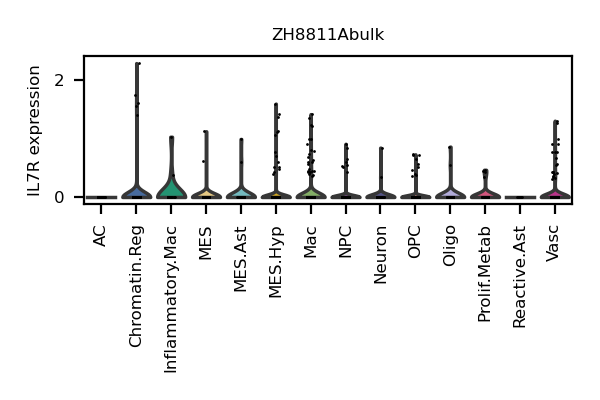 ZH8811Abulk
IL7R expression
2
0
AC
Chromatin.Reg
Inflammatory.Mac
MES
MES.Ast
MES.Hyp
Mac
NPC
Neuron
OPC
Oligo
Prolif.Metab
Reactive.Ast
Vasc